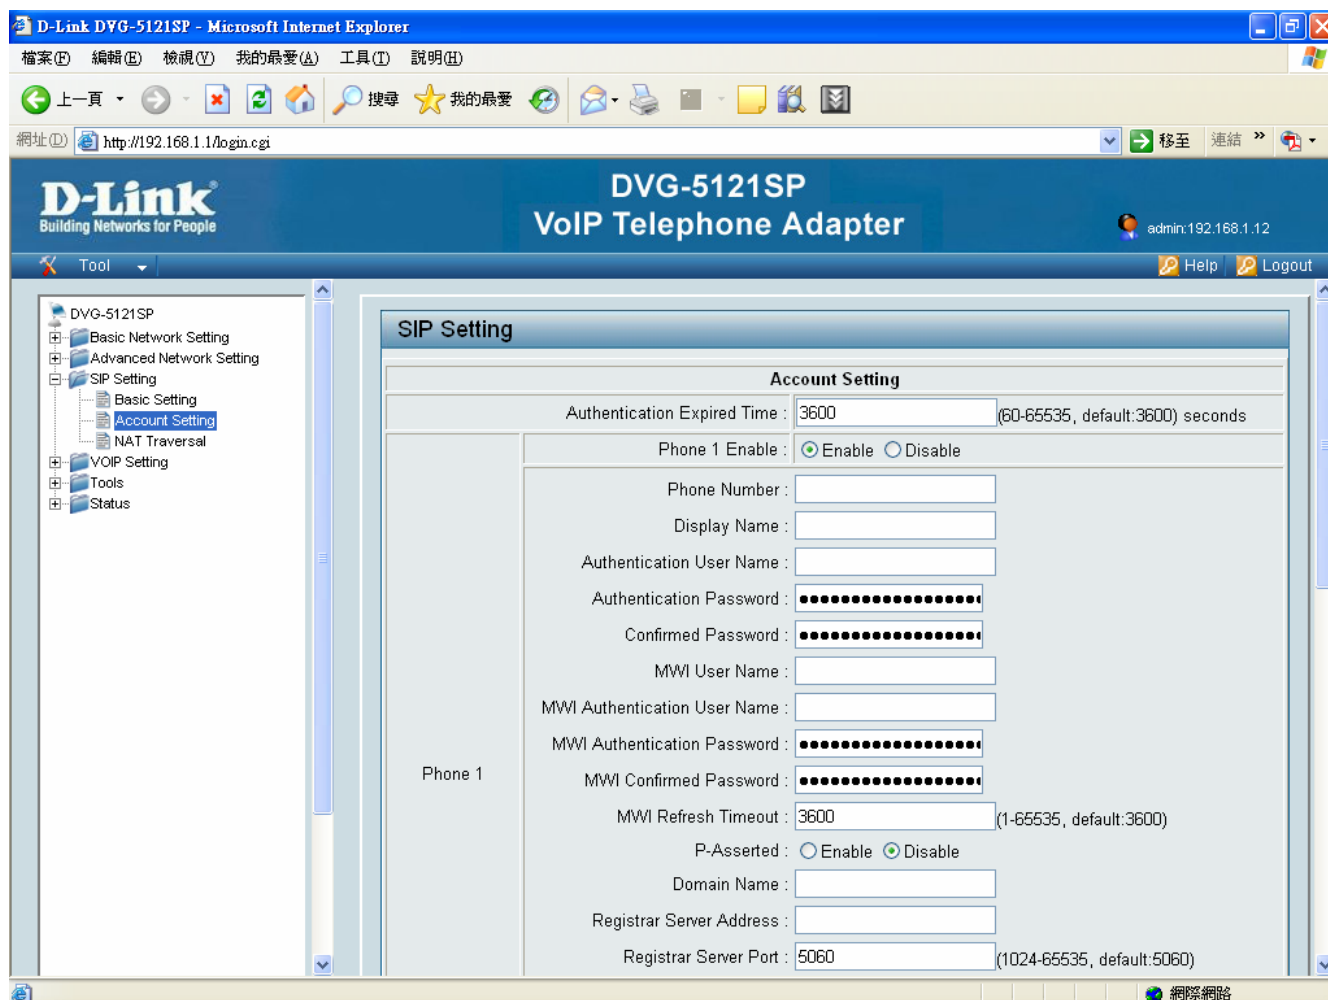 D-Link DVG-5121SP - Microsoft Internet Explorer
檔案(F) 編輯(E) 檢視(V) 我的最愛(A) 工具(T) 說明(H)
上一頁 搜尋 我的最愛
網址(D) http://192.168.1.1/login.cgi 移至 連結 »
D-Link
Building Networks for People
DVG-5121SP
VoIP Telephone Adapter
admin:192.168.1.12
Tool Help Logout
DVG-5121SP
Basic Network Setting
Advanced Network Setting
SIP Setting
Basic Setting
Account Setting
NAT Traversal
VOIP Setting
Tools
Status
SIP Setting
Account Setting
Authentication Expired Time : 3600 (60-65535, default:3600) seconds
Phone 1
Phone 1 Enable : Enable Disable
Phone Number :
Display Name :
Authentication User Name :
Authentication Password : ●●●●●●●●●●●●●●●●●●
Confirmed Password : ●●●●●●●●●●●●●●●●●●
MWI User Name :
MWI Authentication User Name :
MWI Authentication Password : ●●●●●●●●●●●●●●●●●●
MWI Confirmed Password : ●●●●●●●●●●●●●●●●●●
MWI Refresh Timeout : 3600 (1-65535, default:3600)
P-Asserted : Enable Disable
Domain Name :
Registrar Server Address :
Registrar Server Port : 5060 (1024-65535, default:5060)
網際網路